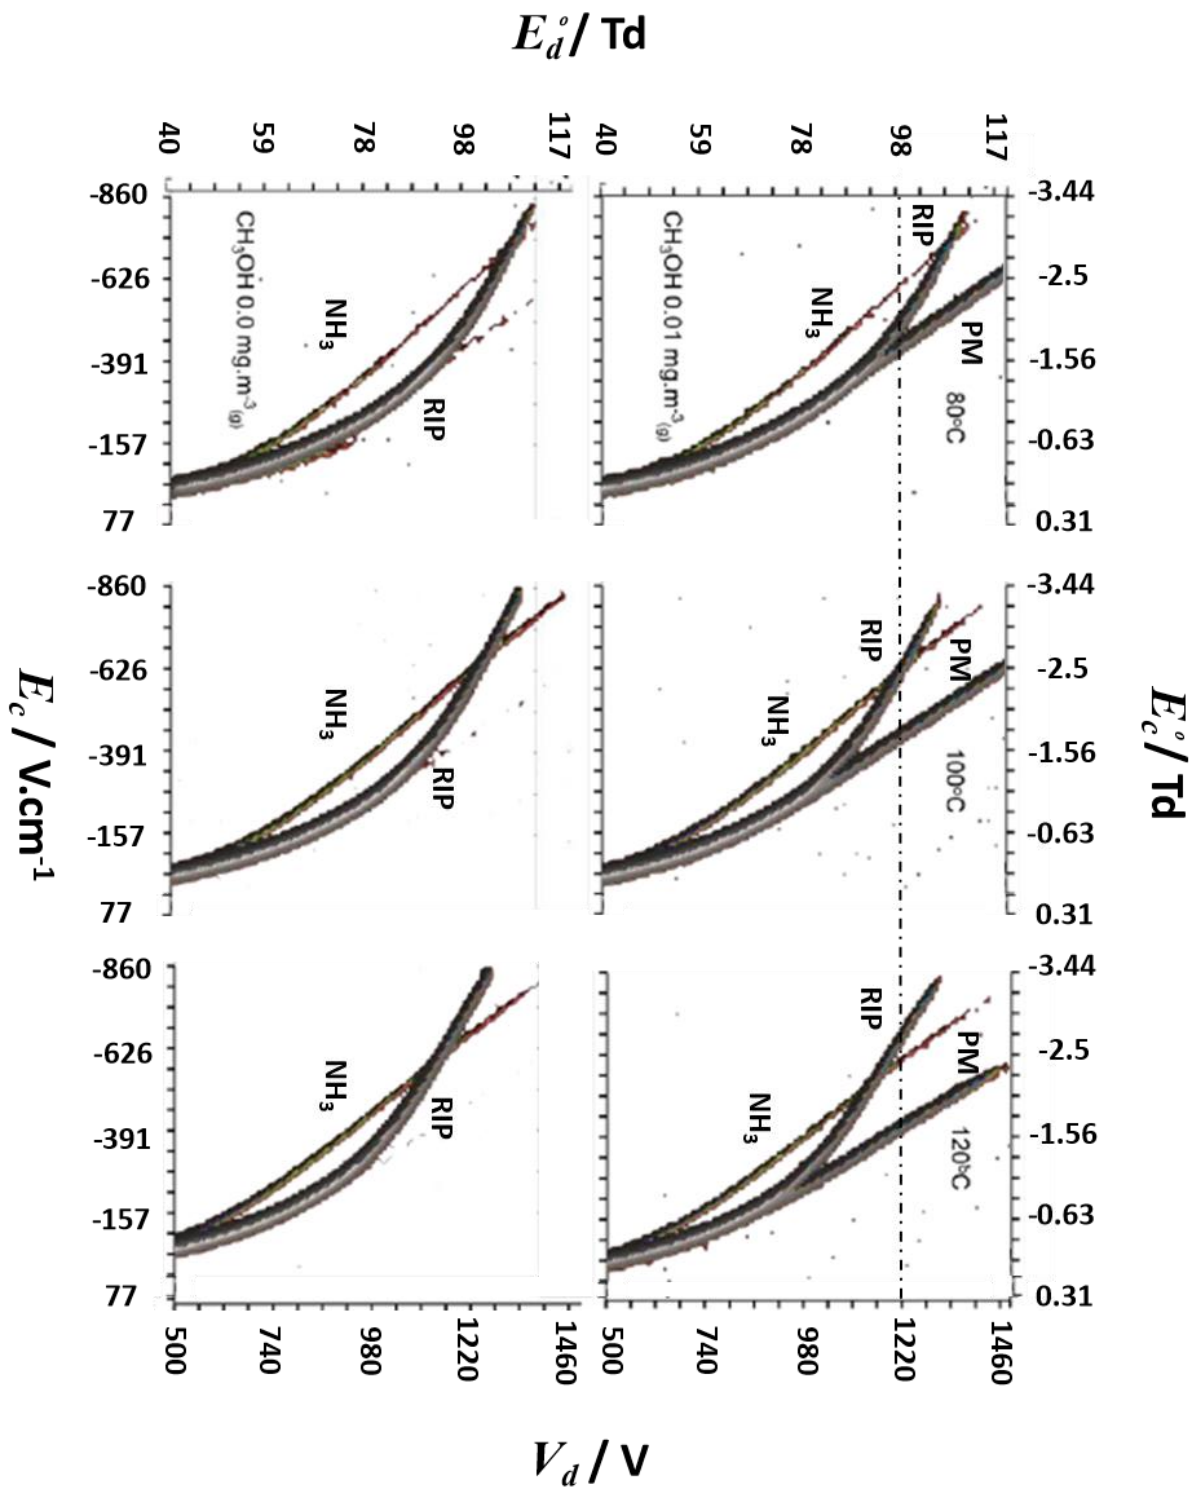 E°d / Td
40 59 78 98 117 40 59 78 98 117
-860
-626
-391
-157
77
CH3OH 0.0 mg.m-3(g)
NH3
RIP
CH3OH 0.01 mg.m-3(g)
NH3
RIP
PM
80°C
-3.44
-2.5
-1.56
-0.63
0.31
-860
-626
-391
-157
77
NH3
RIP
NH3
RIP
PM
100°C
-3.44
-2.5
-1.56
-0.63
0.31
-860
-626
-391
-157
77
NH3
RIP
NH3
RIP
PM
120°C
-3.44
-2.5
-1.56
-0.63
0.31
Ec / V.cm-1
E°c / Td
500 740 980 1220 1460 500 740 980 1220 1460
Vd / V